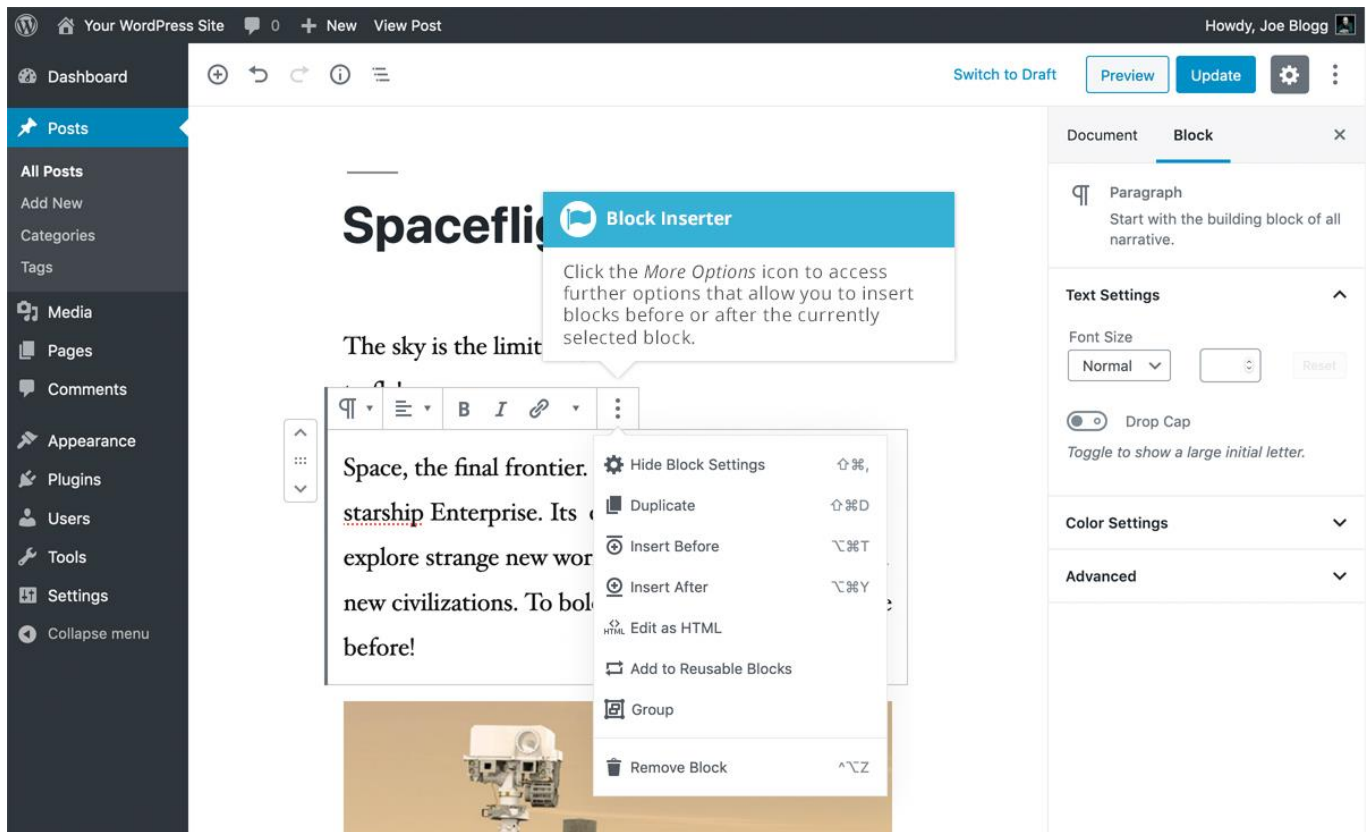 Your WordPress Site 0 New View Post Howdy, Joe Blogg
Dashboard
Posts
All Posts
Add New
Categories
Tags
Media
Pages
Comments
Appearance
Plugins
Users
Tools
Settings
Collapse menu
Switch to Draft Preview Update
Block Inserter
Click the More Options icon to access
further options that allow you to insert
blocks before or after the currently
selected block.
The sky is the limit
B I
Space, the final frontier.
starship Enterprise. Its
explore strange new
new civilizations. To
before!
Hide Block Settings ⇧⌘,
Duplicate ⇧⌘D
Insert Before ⌥⌘T
Insert After ⌥⌘Y
HTML Edit as HTML
Add to Reusable Blocks
Group
Remove Block ^⌥Z
Document Block
Paragraph
Start with the building block of all
narrative.
Text Settings
Font Size
Normal Reset
Drop Cap
Toggle to show a large initial letter.
Color Settings
Advanced